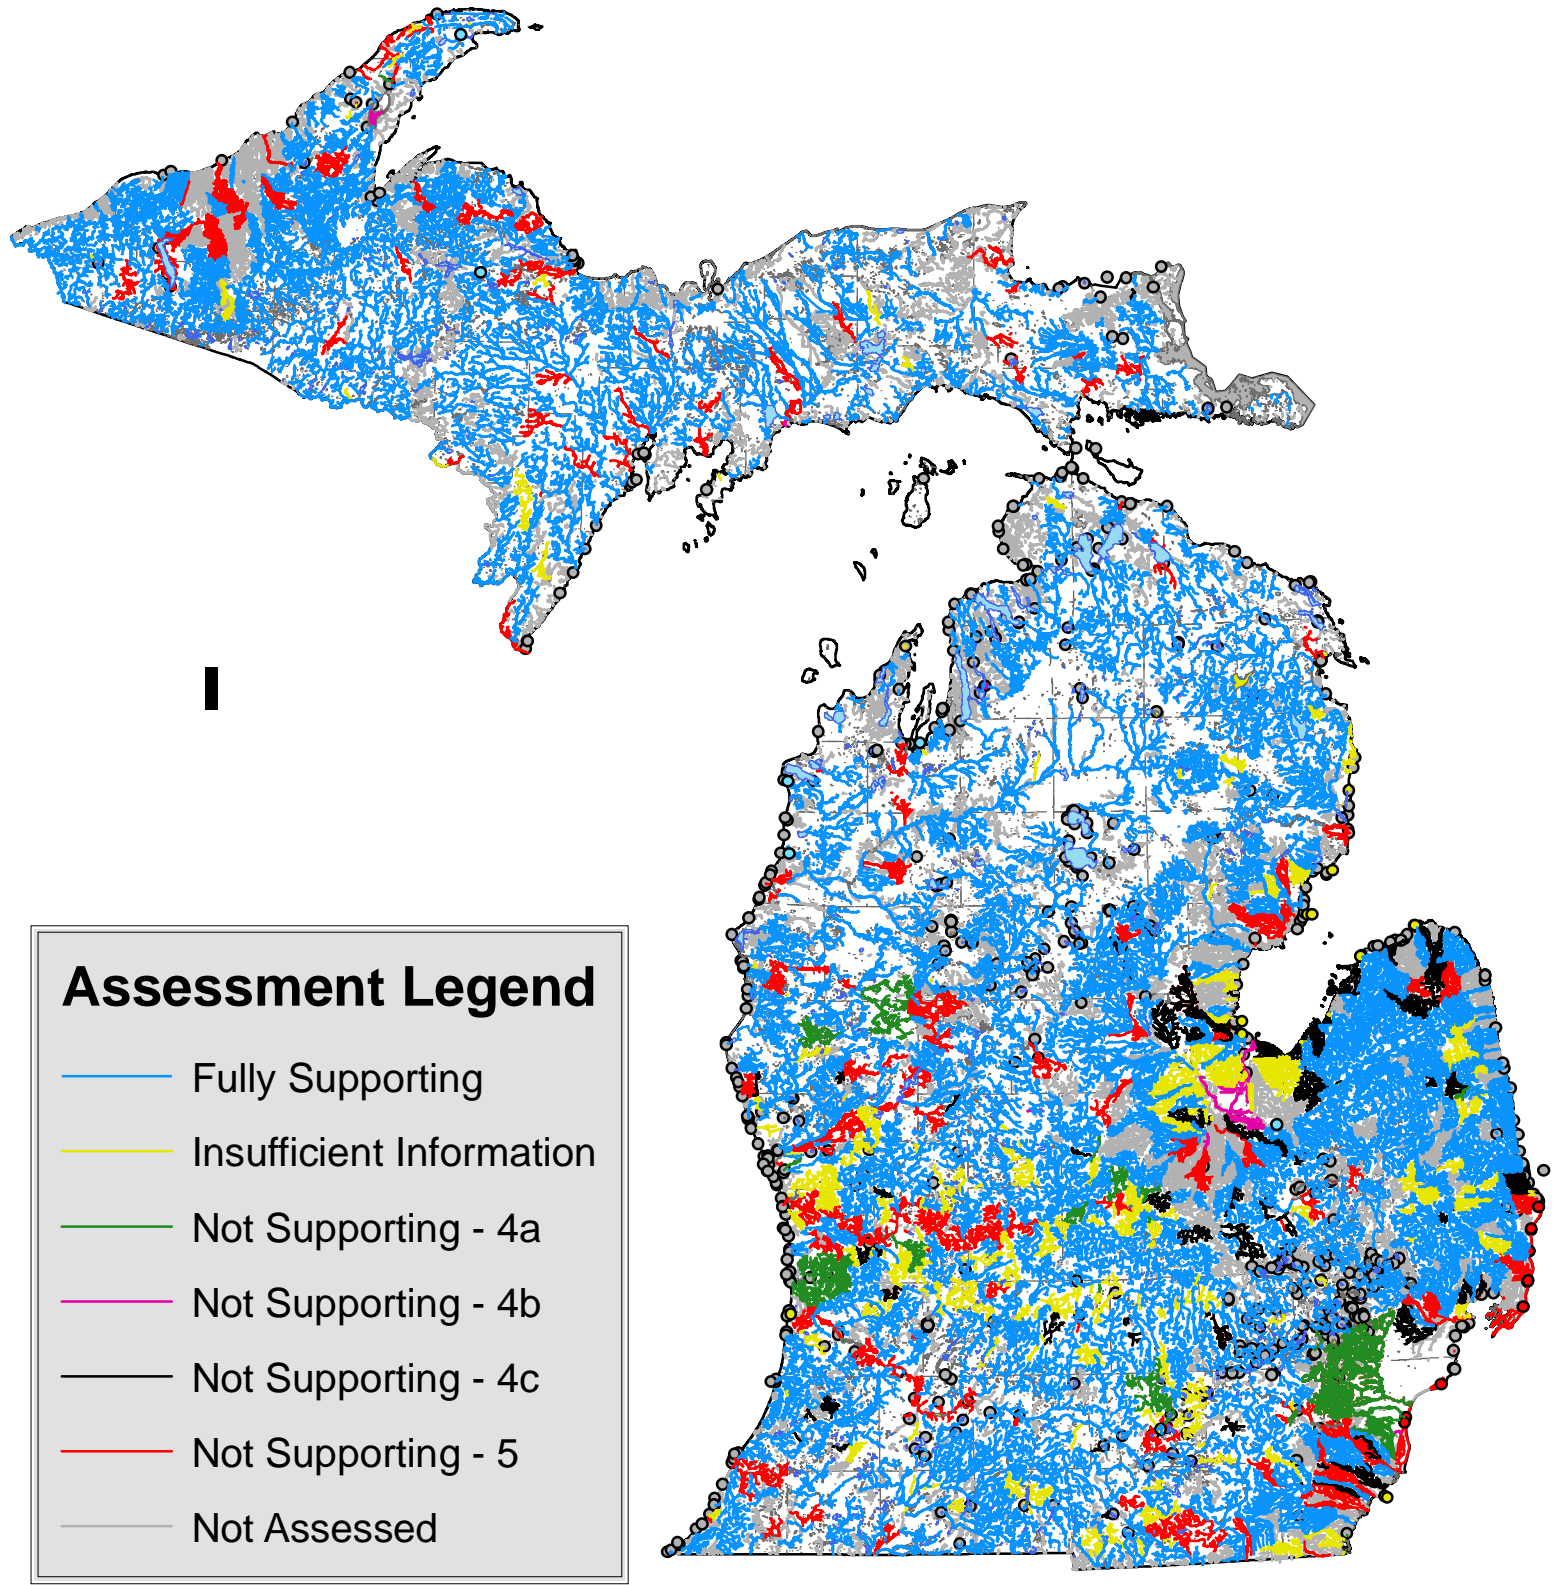 Assessment Legend
Fully Supporting
Insufficient Information
Not Supporting - 4a
Not Supporting - 4b
Not Supporting - 4c
Not Supporting - 5
Not Assessed